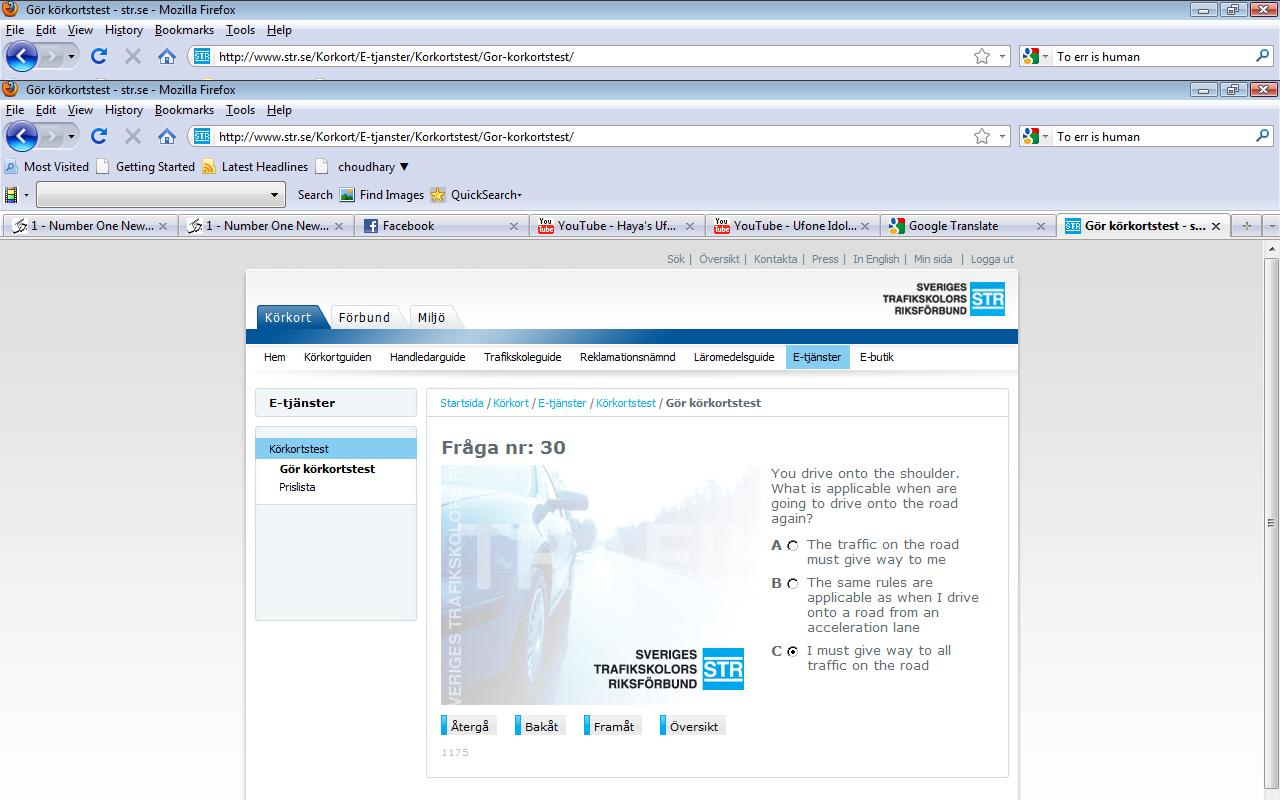 Gör körkortstest - str.se - Mozilla Firefox
File Edit View History Bookmarks Tools Help
http://www.str.se/Korkort/E-tjanster/Korkortstest/Gor-korkortstest/ To err is human
Gör körkortstest - str.se - Mozilla Firefox
File Edit View History Bookmarks Tools Help
http://www.str.se/Korkort/E-tjanster/Korkortstest/Gor-korkortstest/ To err is human
Most Visited Getting Started Latest Headlines choudhary
Search Find Images QuickSearch
1 - Number One New... 1 - Number One New... Facebook YouTube - Haya's Uf... YouTube - Ufone Idol... Google Translate Gör körkortstest - s...
Sök | Översikt | Kontakta | Press | In English | Min sida | Logga ut
SVERIGES
TRAFIKSKOLORS STR
RIKSFÖRBUND
Körkort Förbund Miljö
Hem Körkortguiden Handledarguide Trafikskoleguide Reklamationsnämnd Läromedelsguide E-tjänster E-butik
E-tjänster
Körkortstest
Gör körkortstest
Prislista
Startsida / Körkort / E-tjänster / Körkortstest / Gör körkortstest
Fråga nr: 30
SVERIGES
TRAFIKSKOLORS STR
RIKSFÖRBUND
You drive onto the shoulder.
What is applicable when are
going to drive onto the road
again?
A The traffic on the road
must give way to me
B The same rules are
applicable as when I drive
onto a road from an
acceleration lane
C I must give way to all
traffic on the road
Återgå Bakåt Framåt Översikt
1175